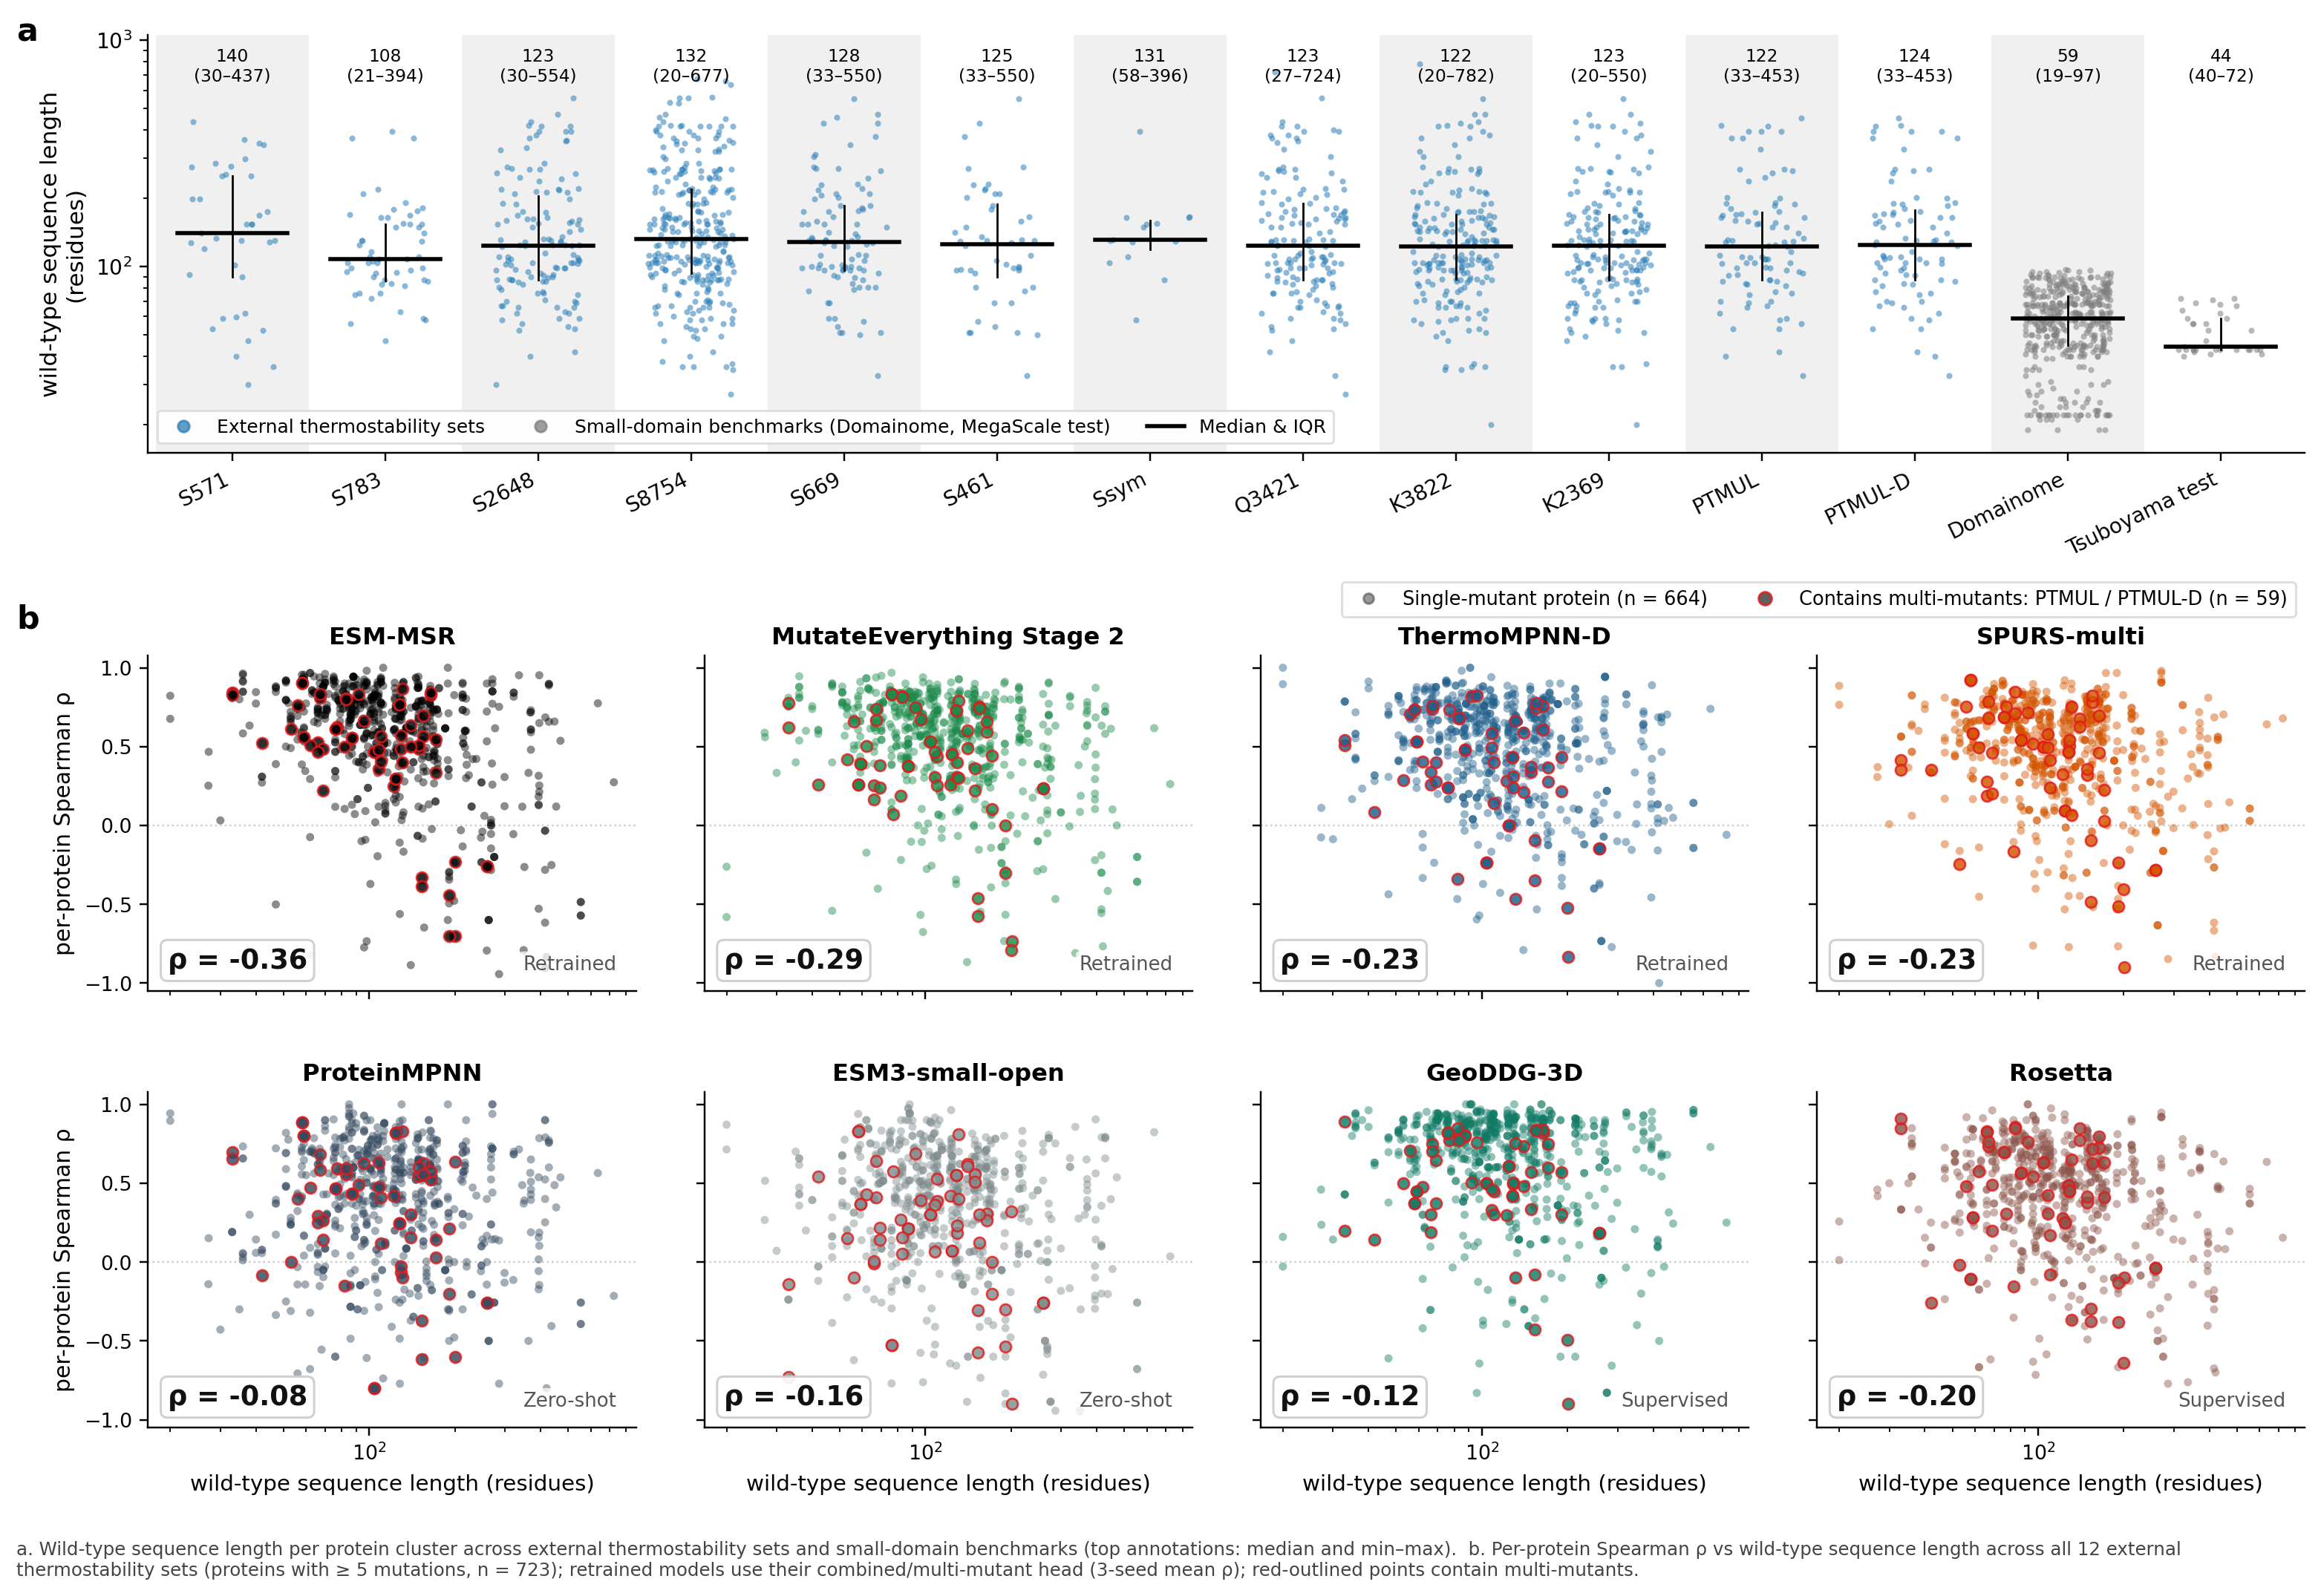 a
10³
10²
wild-type sequence length
(residues)
140 108 123 132 128 125 131 123 122 123 122 124 59 44
(30–437) (21–394) (30–554) (20–677) (33–550) (33–550) (58–396) (27–724) (20–782) (20–550) (33–453) (33–453) (19–97) (40–72)
External thermostability sets Small-domain benchmarks (Domainome, MegaScale test) Median & IQR
S571 S783 S2648 S8754 S669 S461 Ssym Q3421 K3822 K2369 PTMUL PTMUL-D Domainome Tsuboyama test
Single-mutant protein (n = 664) Contains multi-mutants: PTMUL / PTMUL-D (n = 59)
b
ESM-MSR MutateEverything Stage 2 ThermoMPNN-D SPURS-multi
per-protein Spearman ρ
1.0
0.5
0.0
−0.5
−1.0
ρ = -0.36 Retrained ρ = -0.29 Retrained ρ = -0.23 Retrained ρ = -0.23 Retrained
ProteinMPNN ESM3-small-open GeoDDG-3D Rosetta
per-protein Spearman ρ
1.0
0.5
0.0
−0.5
−1.0
ρ = -0.08 Zero-shot ρ = -0.16 Zero-shot ρ = -0.12 Supervised ρ = -0.20 Supervised
10² 10² 10² 10²
wild-type sequence length (residues) wild-type sequence length (residues) wild-type sequence length (residues) wild-type sequence length (residues)
a. Wild-type sequence length per protein cluster across external thermostability sets and small-domain benchmarks (top annotations: median and min–max). b. Per-protein Spearman ρ vs wild-type sequence length across all 12 external
thermostability sets (proteins with ≥ 5 mutations, n = 723); retrained models use their combined/multi-mutant head (3-seed mean ρ); red-outlined points contain multi-mutants.